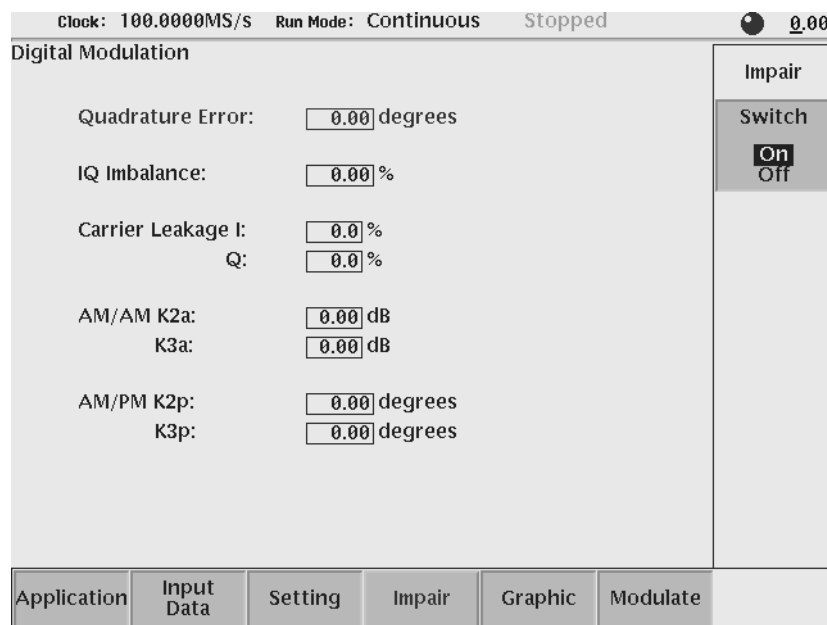 Clock: 100.0000MS/s Run Mode: Continuous Stopped 0.00
Digital Modulation
Impair
Switch
On
Off
Quadrature Error: 0.00 degrees
IQ Imbalance: 0.00 %
Carrier Leakage I: 0.0 %
Q: 0.0 %
AM/AM K2a: 0.00 dB
K3a: 0.00 dB
AM/PM K2p: 0.00 degrees
K3p: 0.00 degrees
Application Input Data Setting Impair Graphic Modulate